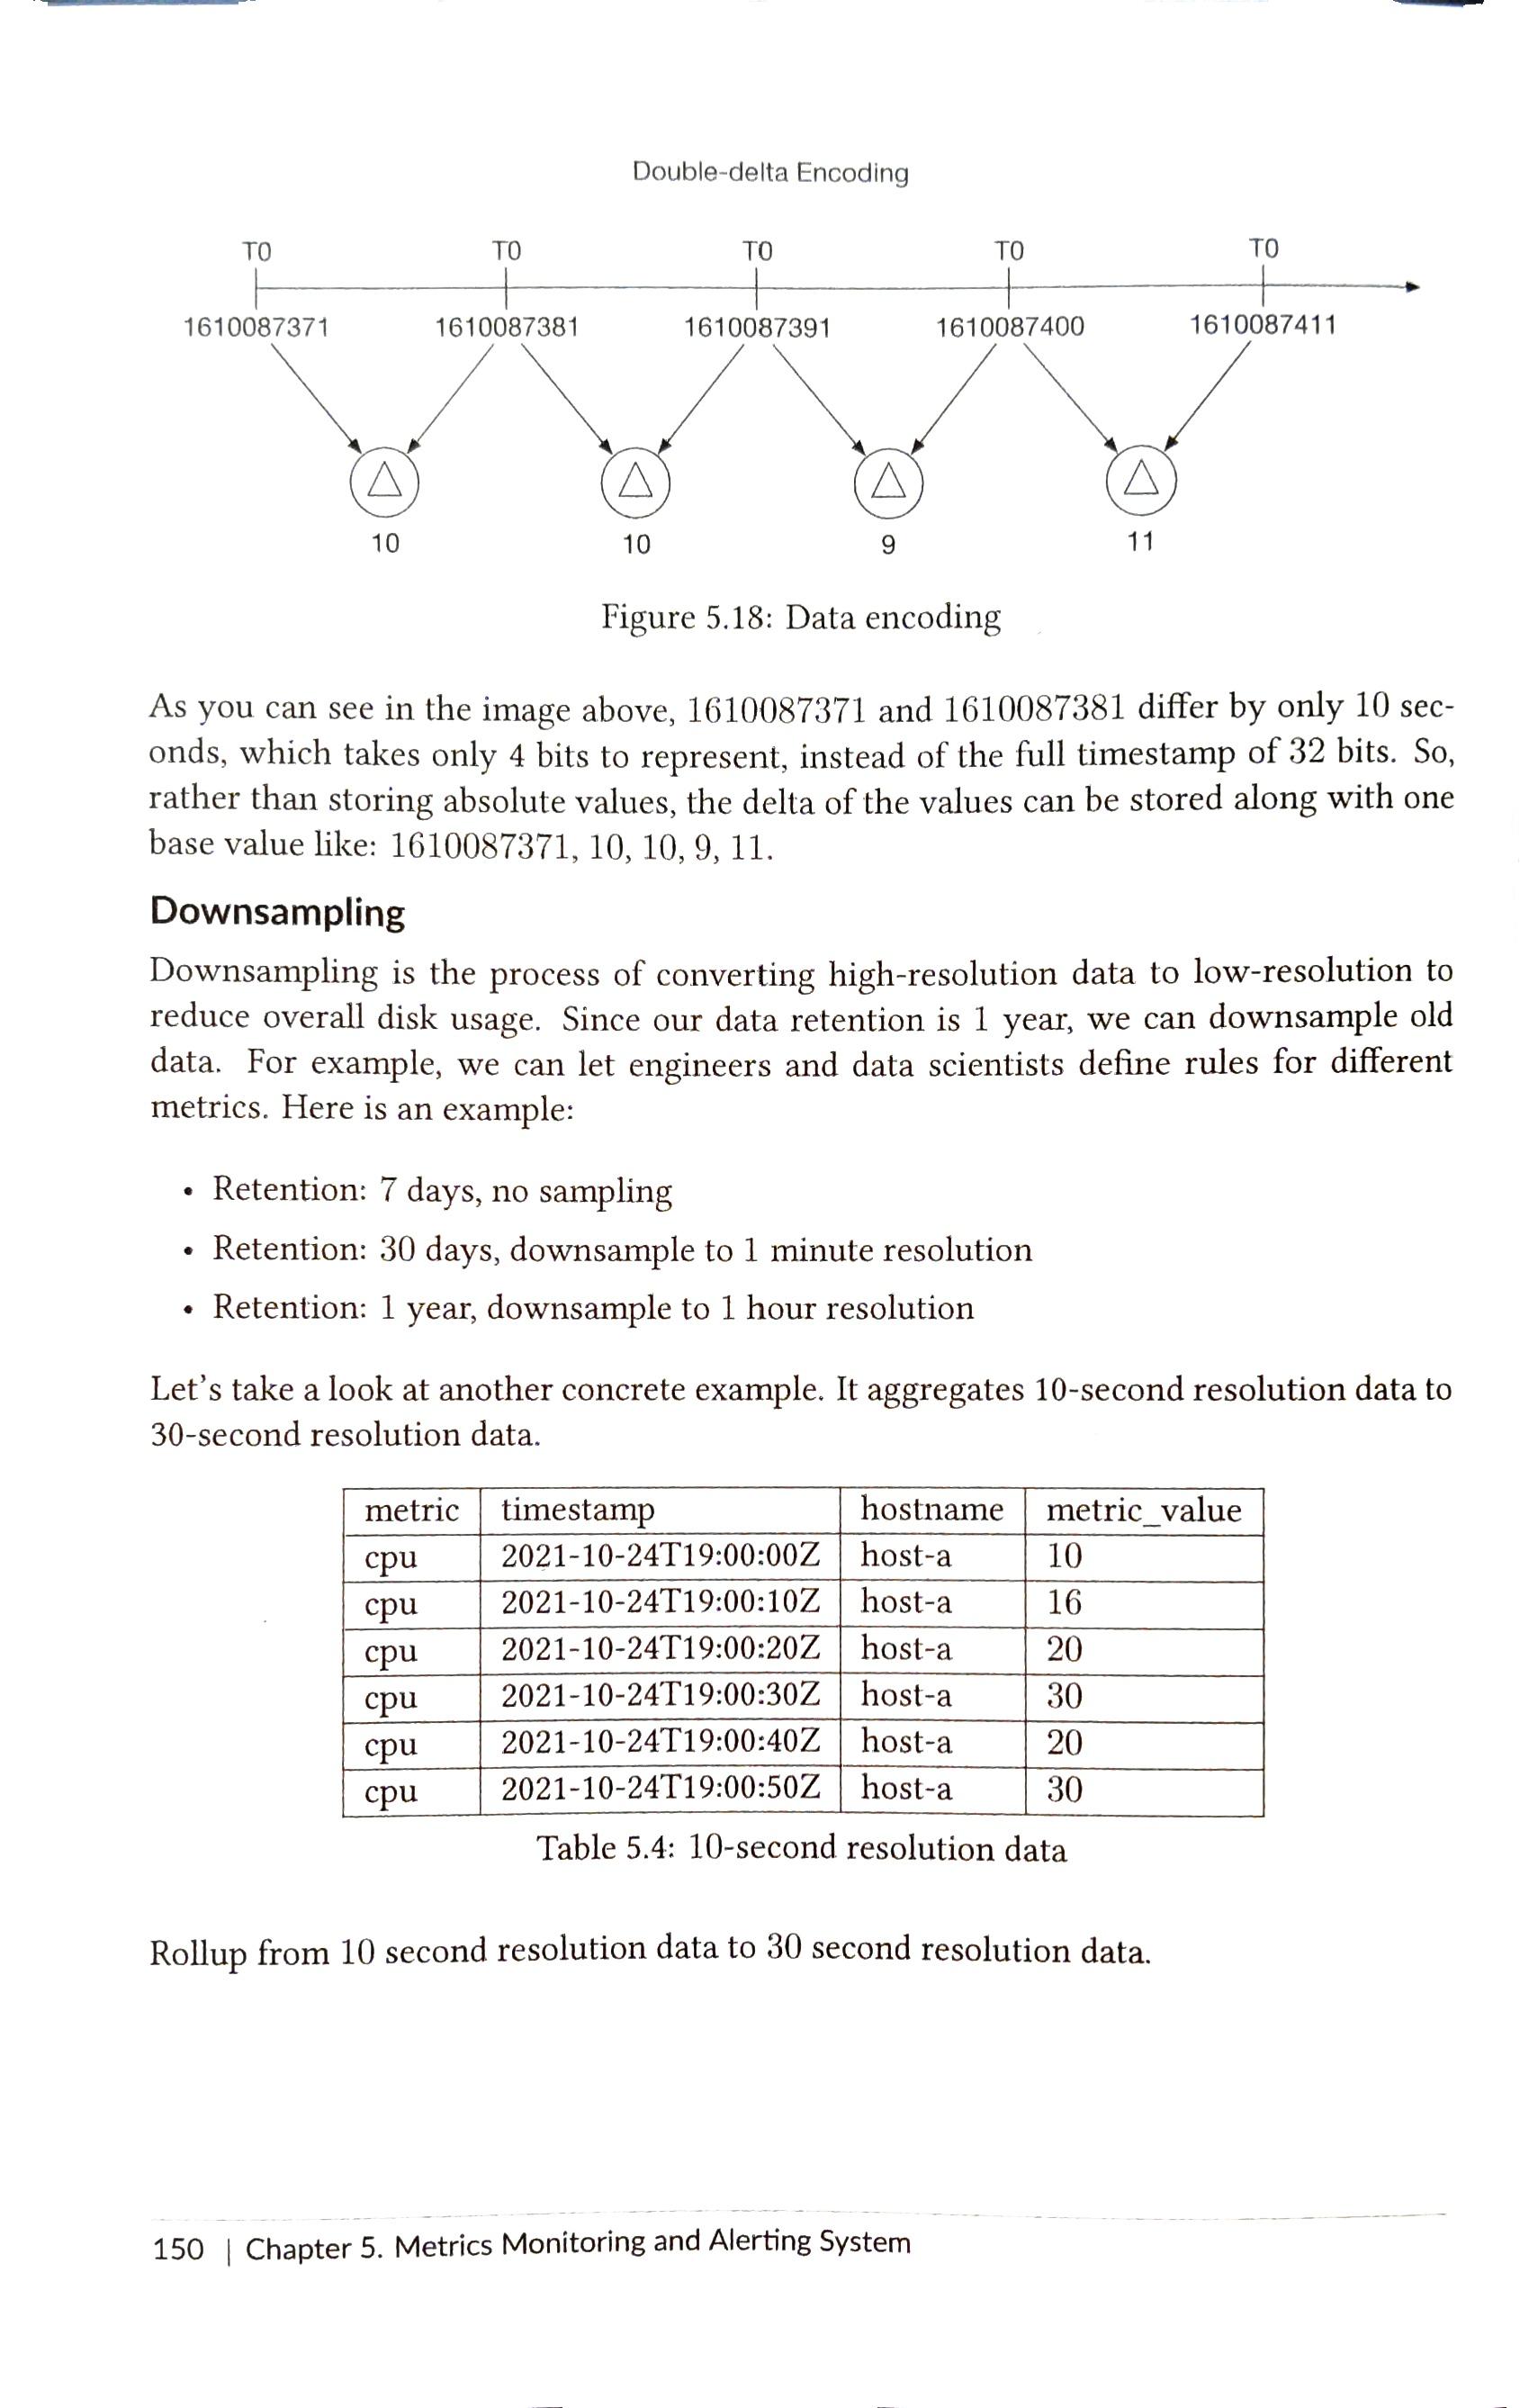 Double-delta Encoding
T0 T0 T0 T0 T0
1610087371 1610087381 1610087391 1610087400 1610087411
△ △ △ △
10 10 9 11
Figure 5.18: Data encoding
As you can see in the image above, 1610087371 and 1610087381 differ by only 10 sec-
onds, which takes only 4 bits to represent, instead of the full timestamp of 32 bits. So,
rather than storing absolute values, the delta of the values can be stored along with one
base value like: 1610087371, 10, 10, 9, 11.
Downsampling
Downsampling is the process of converting high-resolution data to low-resolution to
reduce overall disk usage. Since our data retention is 1 year, we can downsample old
data. For example, we can let engineers and data scientists define rules for different
metrics. Here is an example:
• Retention: 7 days, no sampling
• Retention: 30 days, downsample to 1 minute resolution
• Retention: 1 year, downsample to 1 hour resolution
Let's take a look at another concrete example. It aggregates 10-second resolution data to
30-second resolution data.
metric timestamp hostname metric_value
cpu 2021-10-24T19:00:00Z host-a 10
cpu 2021-10-24T19:00:10Z host-a 16
cpu 2021-10-24T19:00:20Z host-a 20
cpu 2021-10-24T19:00:30Z host-a 30
cpu 2021-10-24T19:00:40Z host-a 20
cpu 2021-10-24T19:00:50Z host-a 30
Table 5.4: 10-second resolution data
Rollup from 10 second resolution data to 30 second resolution data.
150 | Chapter 5. Metrics Monitoring and Alerting System